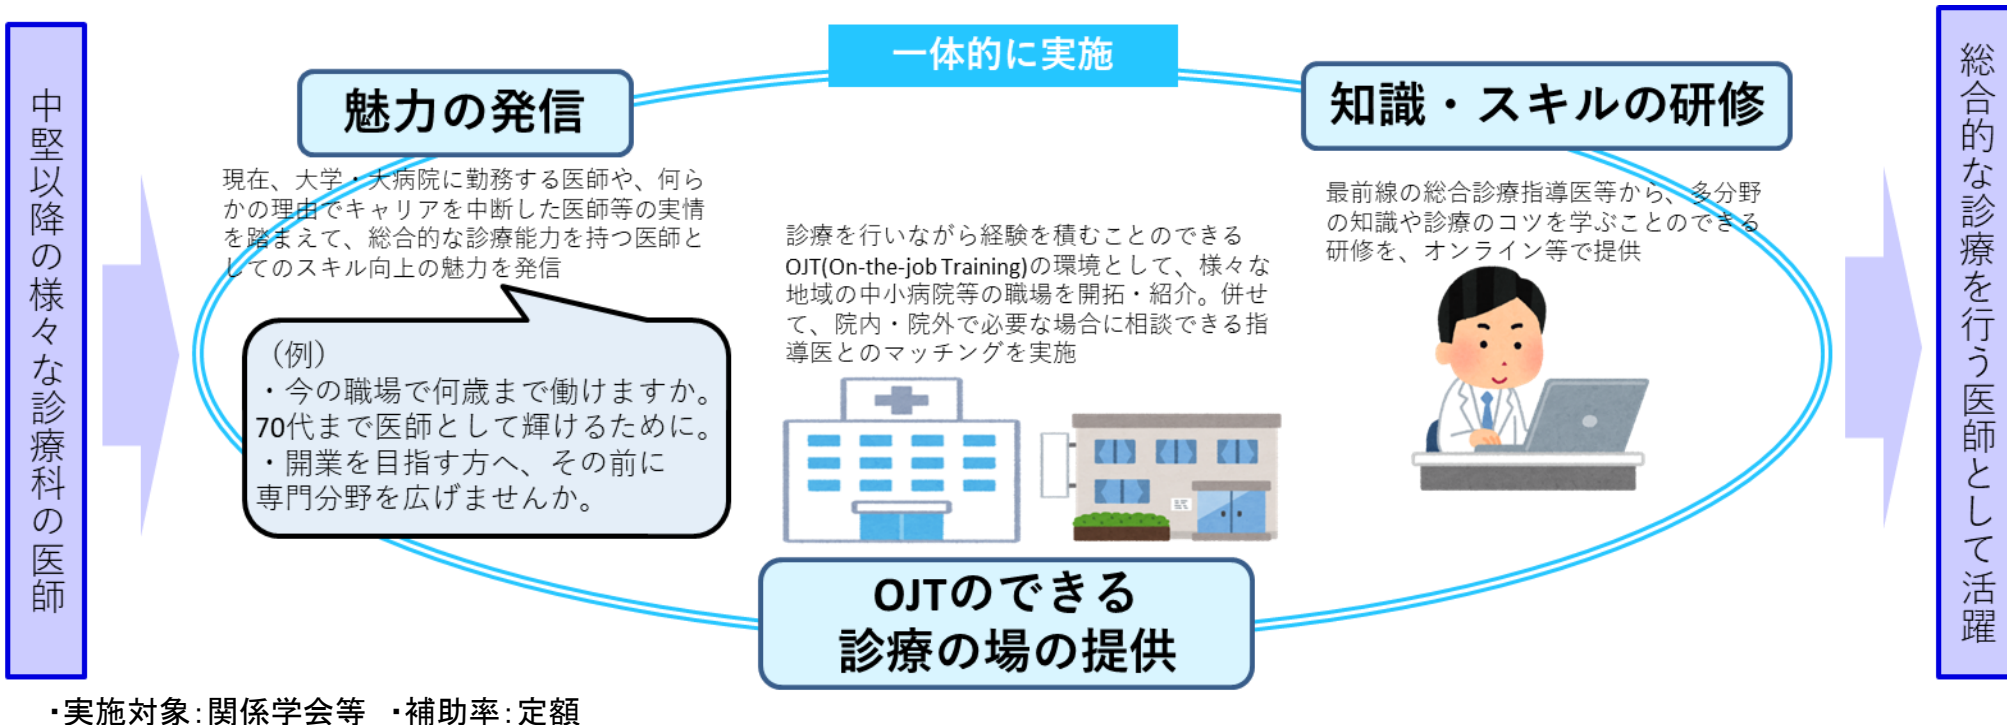 中堅以降の様々な診療科の医師
一体的に実施
魅力の発信
現在、大学・大病院に勤務する医師や、何ら
かの理由でキャリアを中断した医師等の実情
を踏まえて、総合的な診療能力を持つ医師と
してのスキル向上の魅力を発信
（例）
・今の職場で何歳まで働けますか。
70代まで医師として輝けるために。
・開業を目指す方へ、その前に
専門分野を広げませんか。
診療を行いながら経験を積むことのできる
OJT(On-the-job Training)の環境として、様々な
地域の中小病院等の職場を開拓・紹介。併せ
て、院内・院外で必要な場合に相談できる指
導医とのマッチングを実施
OJTのできる
診療の場の提供
知識・スキルの研修
最前線の総合診療指導医等から、多分野
の知識や診療のコツを学ぶことのできる
研修を、オンライン等で提供
総合的な診療を行う医師として活躍
・実施対象：関係学会等　・補助率：定額